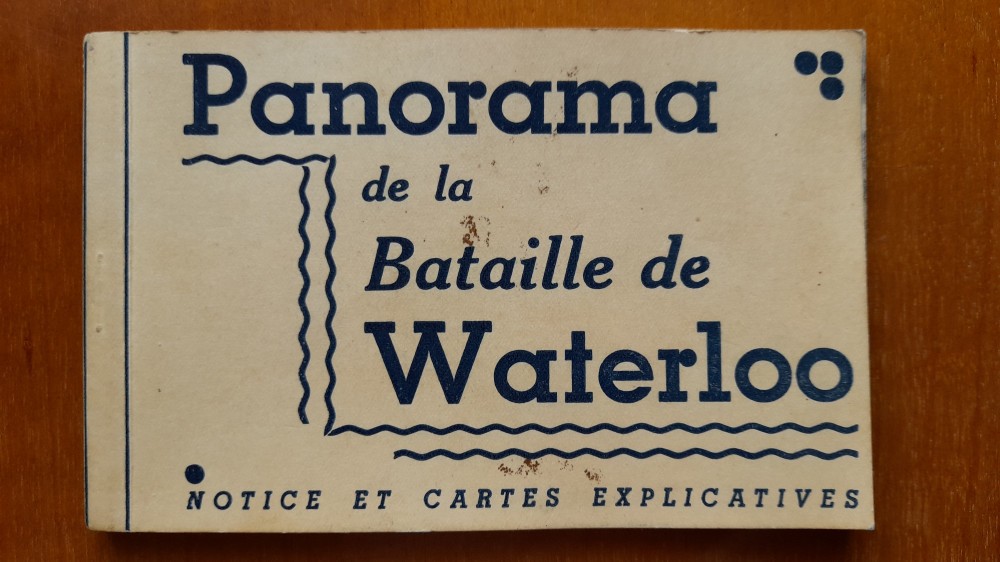 Panorama
de la
Bataille de
Waterloo
NOTICE ET CARTES EXPLICATIVES